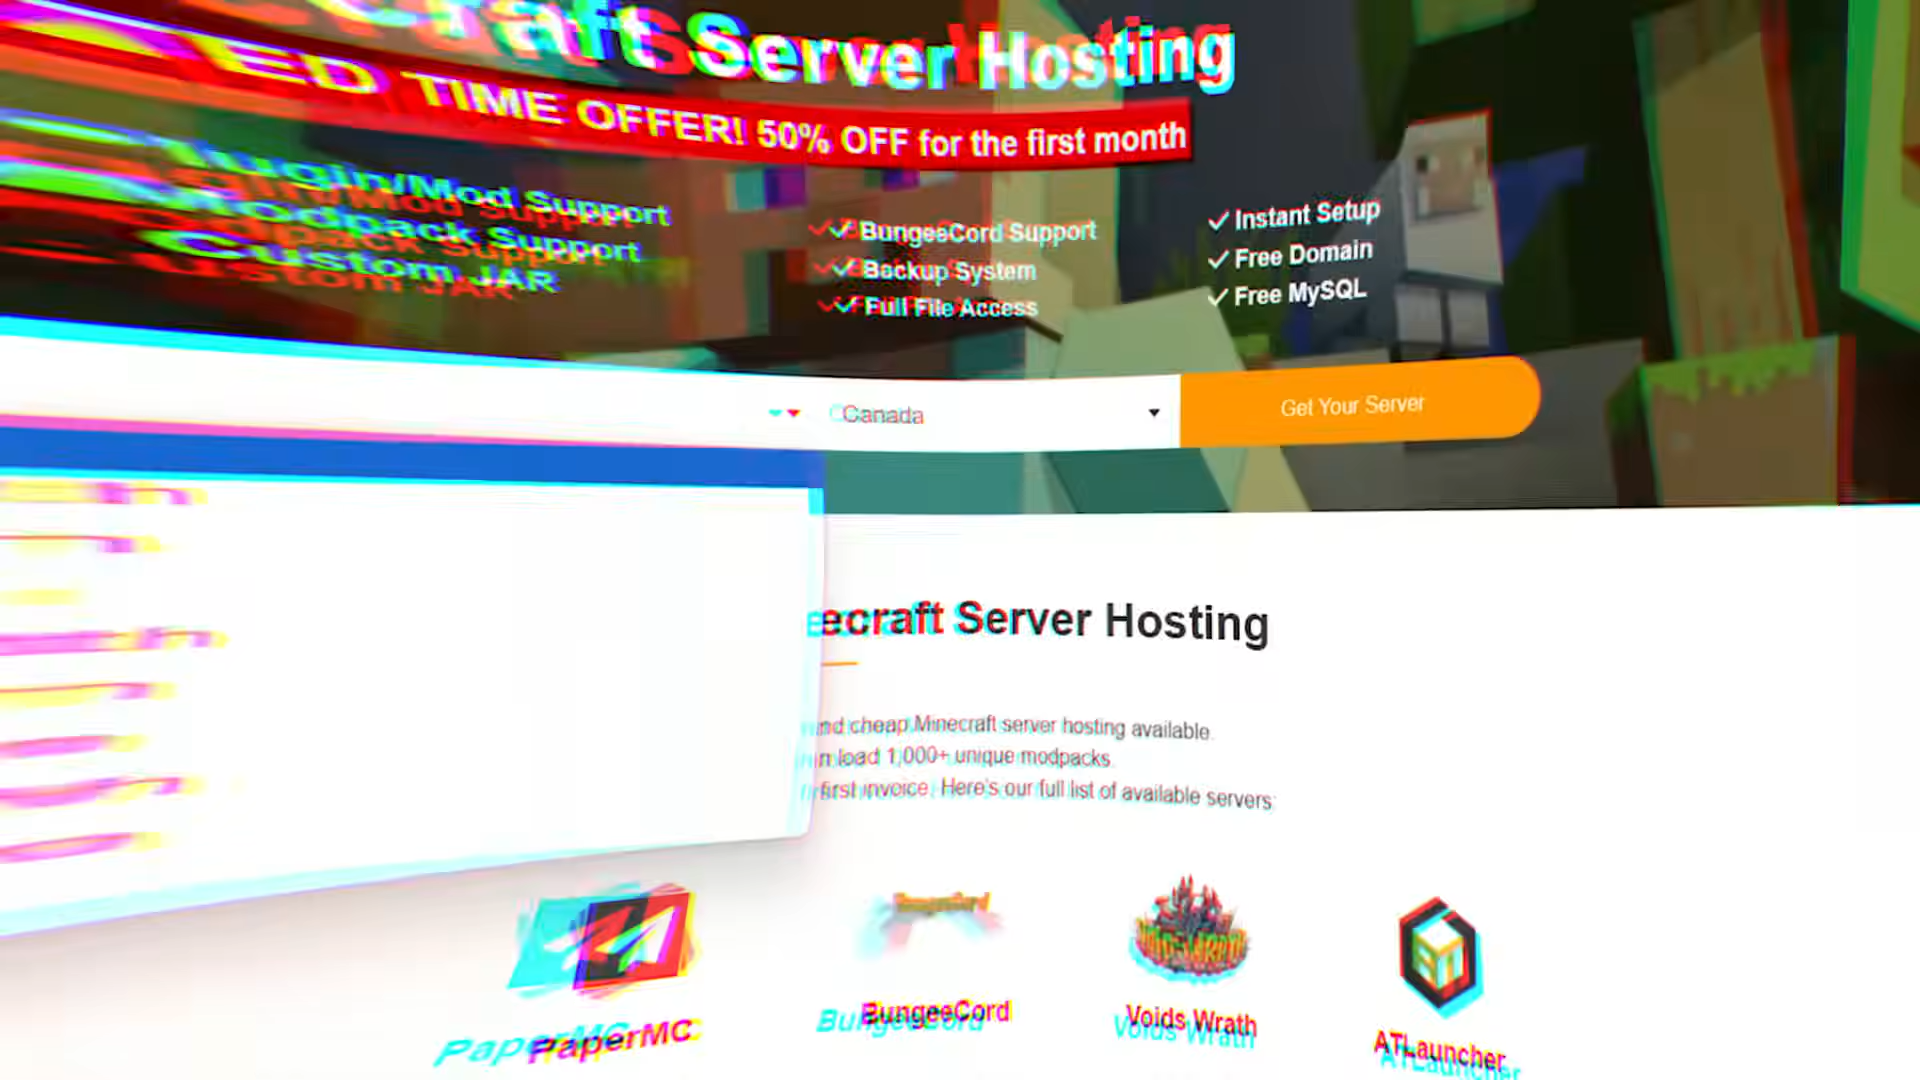 craft Server Hosting
ED TIME OFFER! 50% OFF for the first month
Plugin/Mod Support
Modpack Support
Custom JAR
BungeeCord Support
Backup System
Full File Access
Instant Setup
Free Domain
Free MySQL
Canada
Get Your Server
ecraft Server Hosting
nd cheap Minecraft server hosting available.
n load 1,000+ unique modpacks.
first invoice. Here's our full list of available servers:
PaperMC
BungeeCord
Voids Wrath
ATLauncher